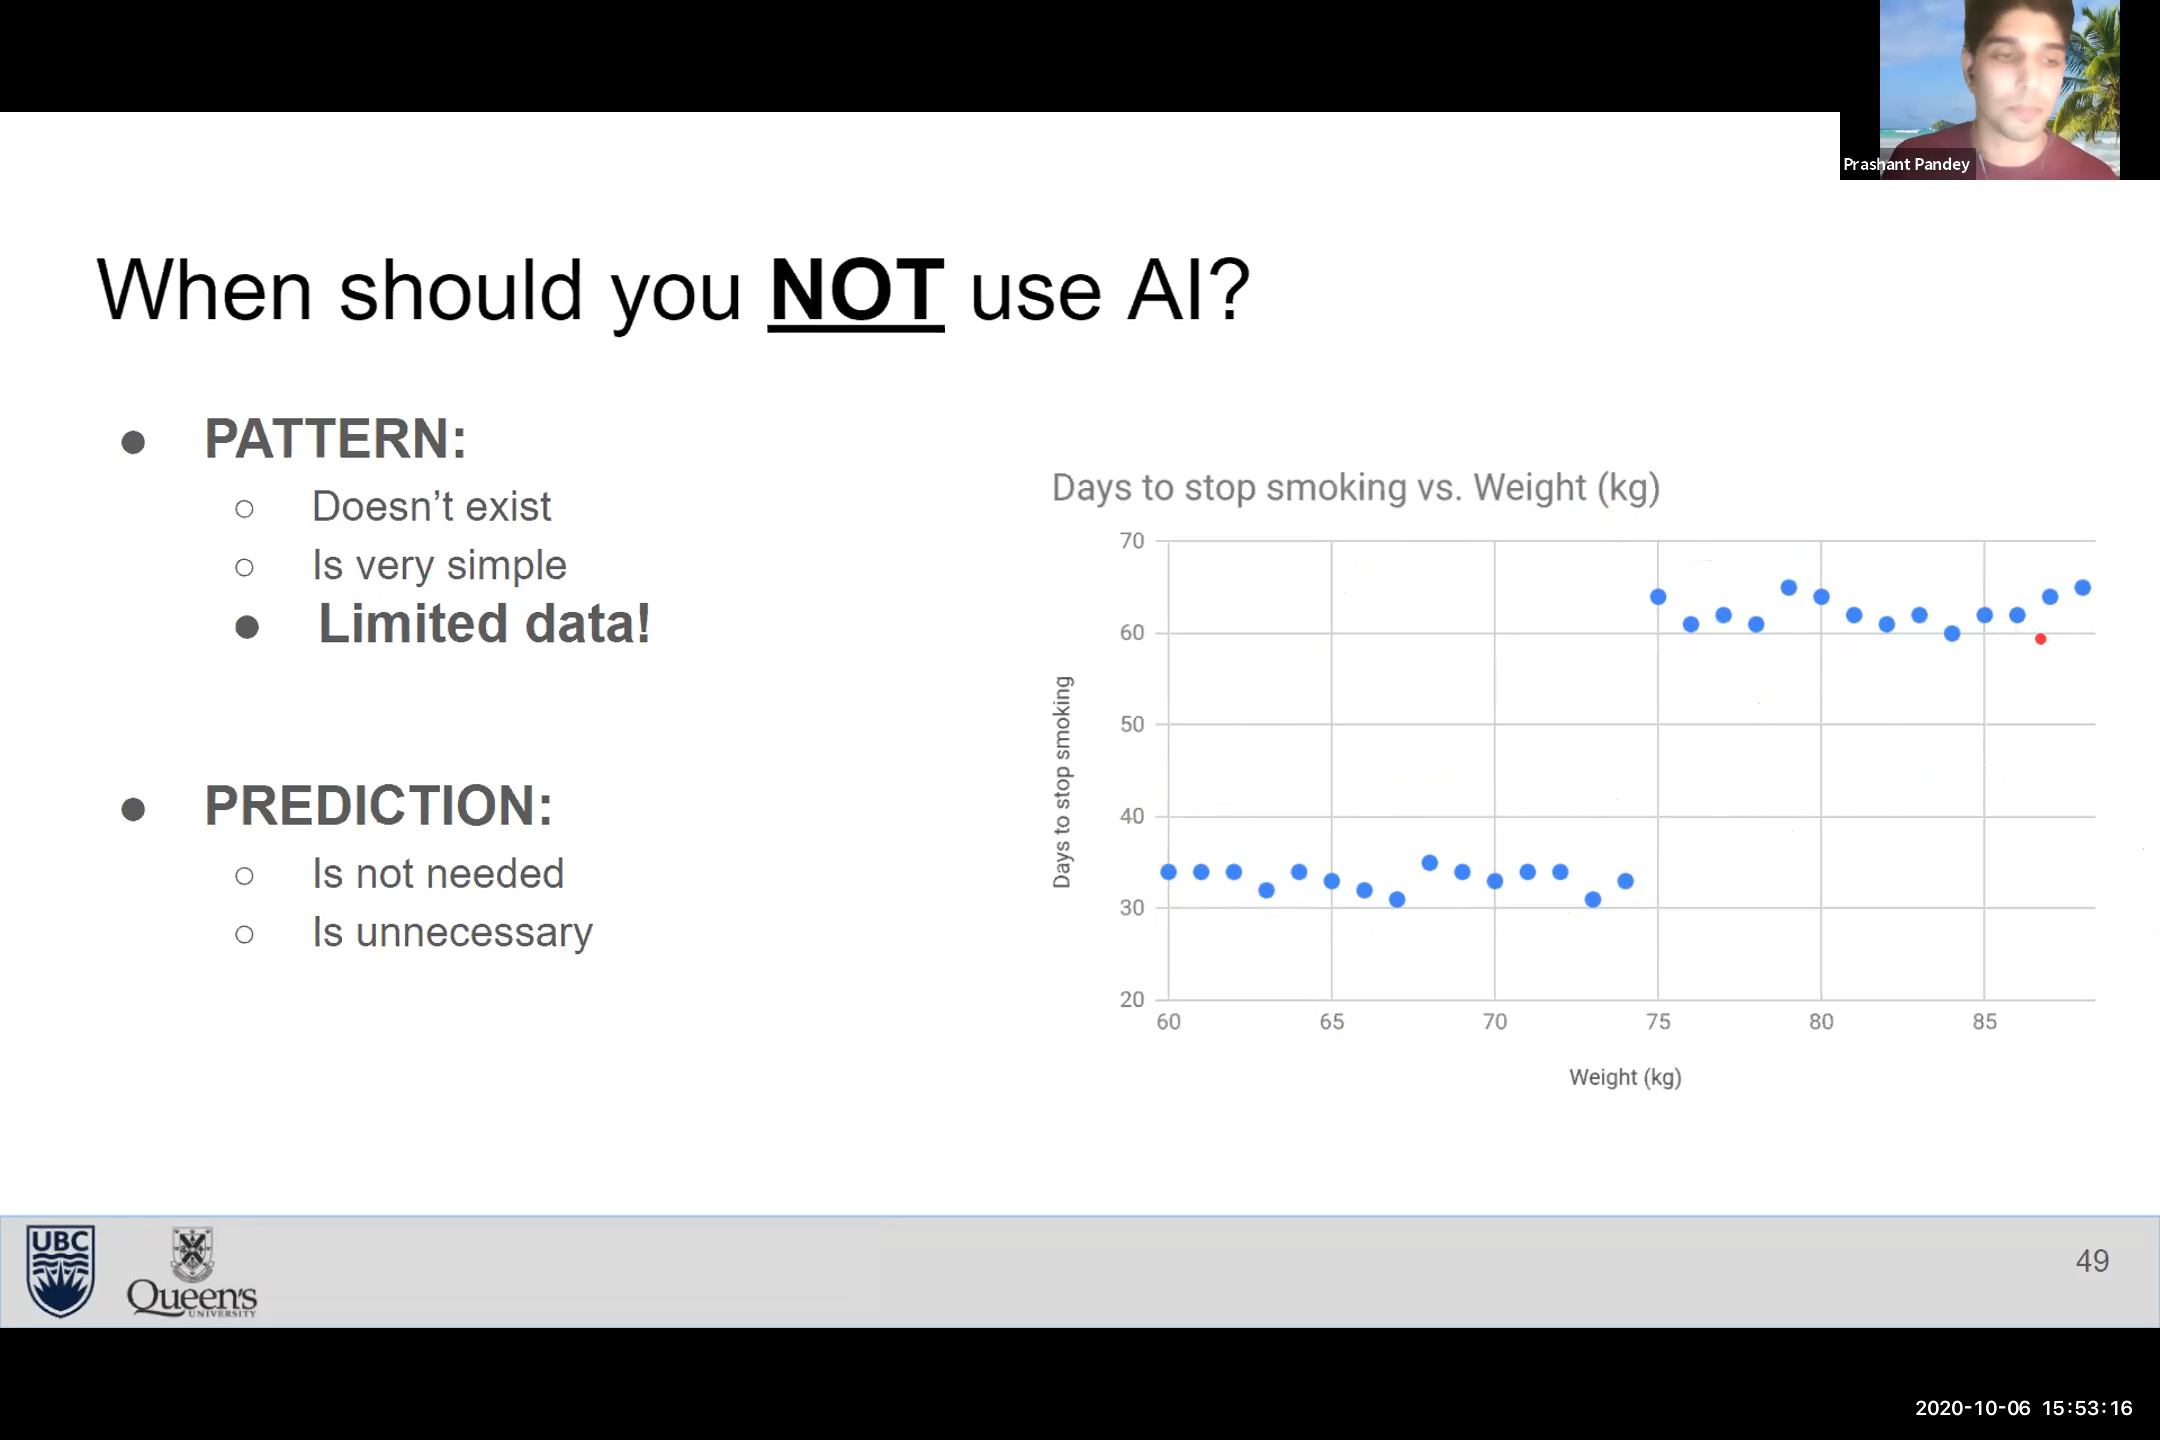 Prashant Pandey
When should you NOT use AI?
● PATTERN:
○ Doesn’t exist
○ Is very simple
● Limited data!
● PREDICTION:
○ Is not needed
○ Is unnecessary
Days to stop smoking vs. Weight (kg)
Days to stop smoking
70
60
50
40
30
20
60 65 70 75 80 85
Weight (kg)
UBC
Queen's
UNIVERSITY
49
2020-10-06 15:53:16